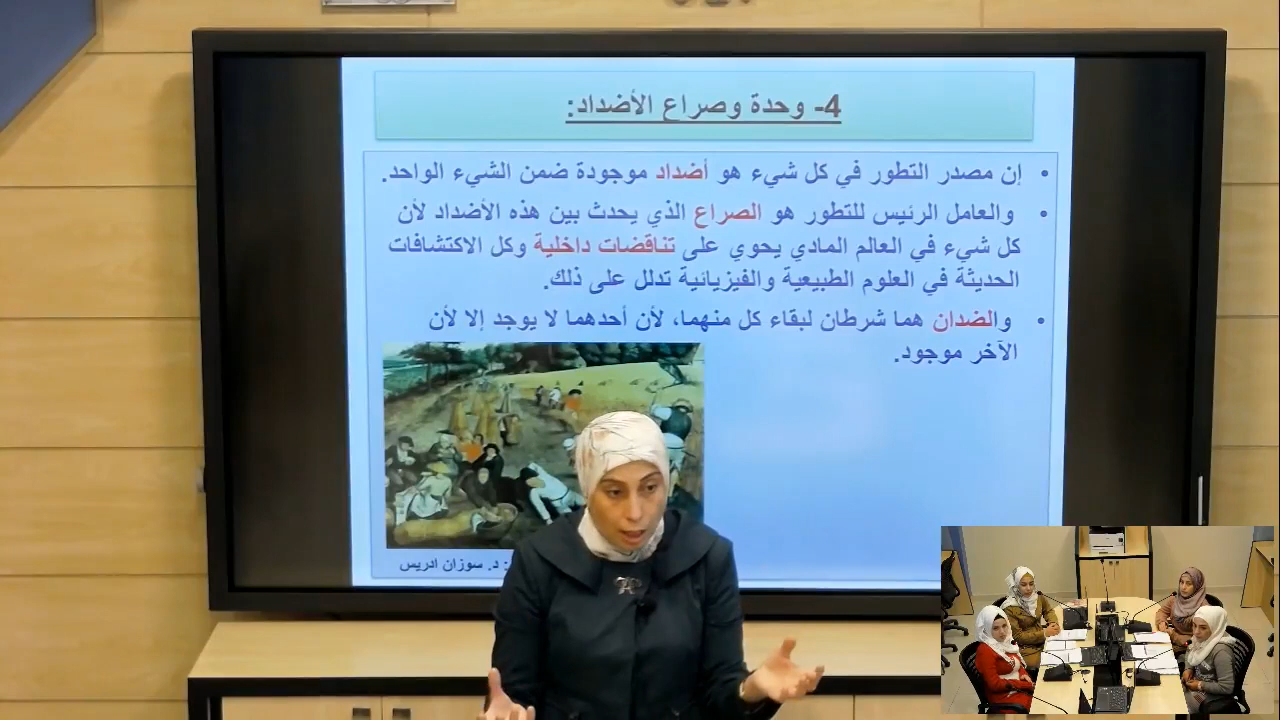 4- وحدة وصراع الأضداد:
• إن مصدر التطور في كل شيء هو أضداد موجودة ضمن الشيء الواحد.
• والعامل الرئيس للتطور هو الصراع الذي يحدث بين هذه الأضداد لأن
كل شيء في العالم المادي يحوي على تناقضات داخلية وكل الاكتشافات
الحديثة في العلوم الطبيعية والفيزيائية تدلل على ذلك.
• والضدان هما شرطان لبقاء كل منهما، لأن أحدهما لا يوجد إلا لأن
الآخر موجود.
: د. سوزان ادريس